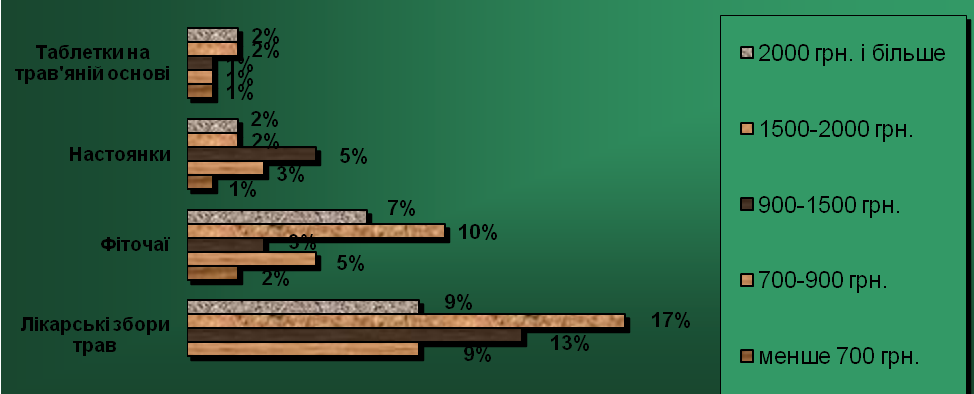 Таблетки на
трав'яній основі
2%
2%
1%
1%
1%
Настоянки
2%
2%
5%
3%
1%
Фіточаї
7%
10%
3%
5%
2%
Лікарські збори
трав
9%
17%
13%
9%
2000 грн. і більше
1500-2000 грн.
900-1500 грн.
700-900 грн.
менше 700 грн.